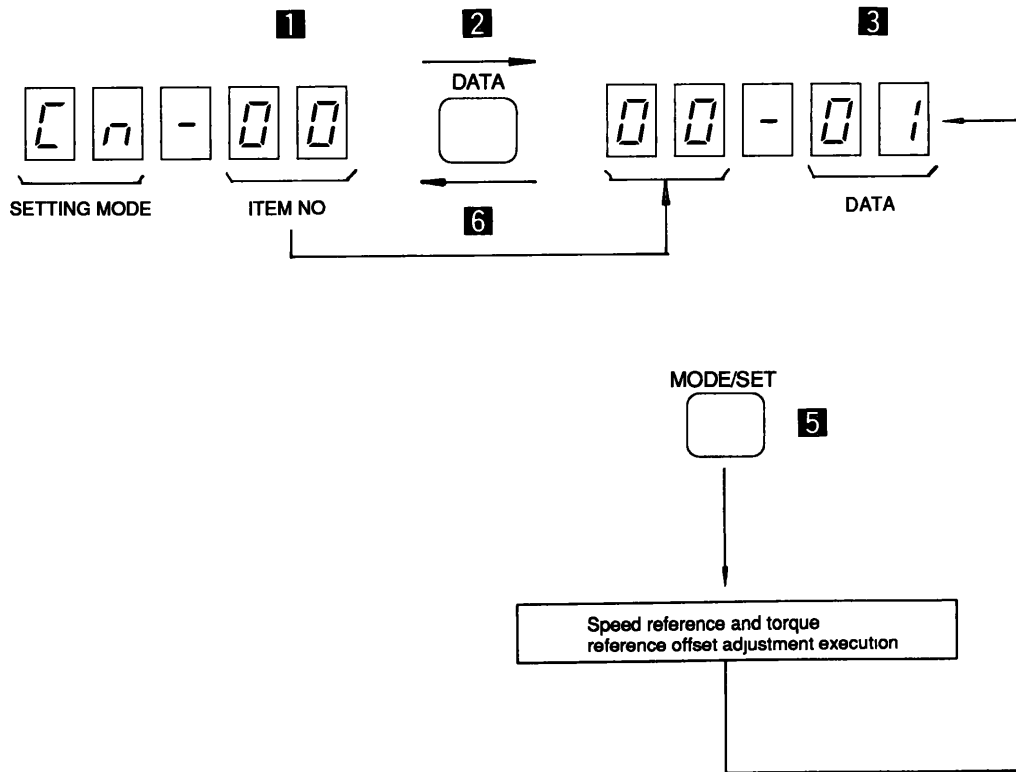 1 2 3
DATA
Cn-00 00-01
SETTING MODE ITEM NO DATA
6
MODE/SET
5
Speed reference and torque
reference offset adjustment execution